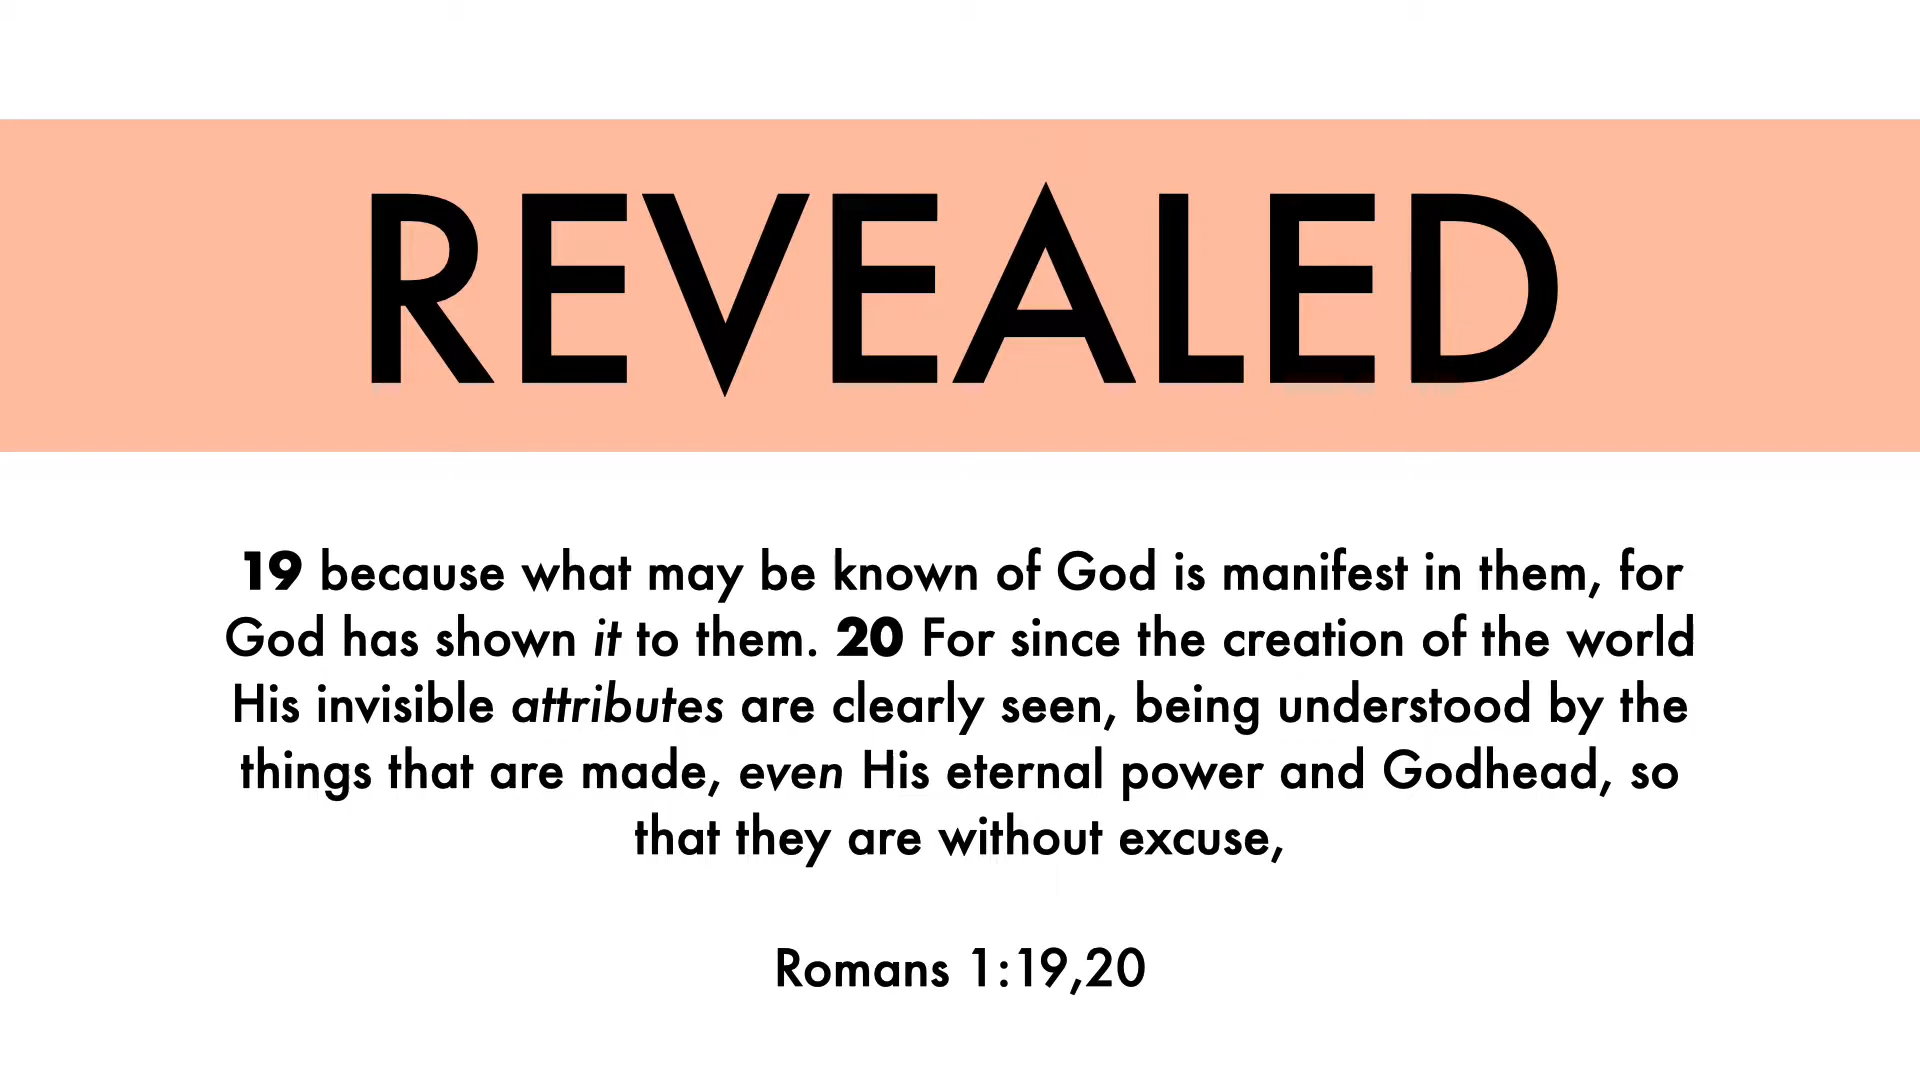 REVEALED
19 because what may be known of God is manifest in them, for
God has shown it to them. 20 For since the creation of the world
His invisible attributes are clearly seen, being understood by the
things that are made, even His eternal power and Godhead, so
that they are without excuse,
Romans 1:19,20